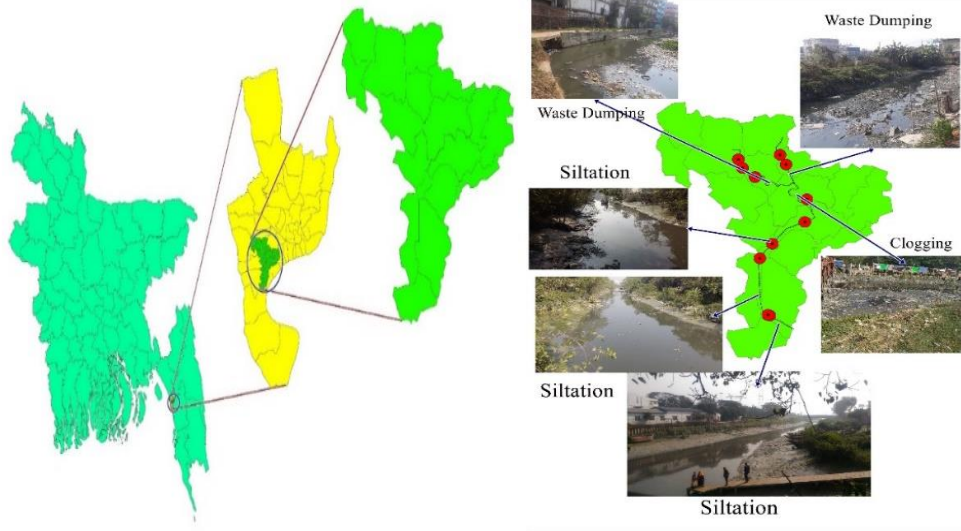 Waste Dumping
Waste Dumping
Siltation
Clogging
Siltation
Siltation